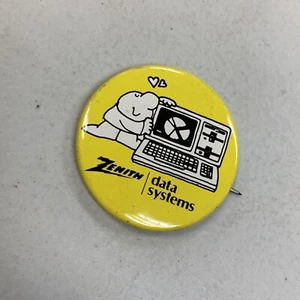 ZENITH
data
systems